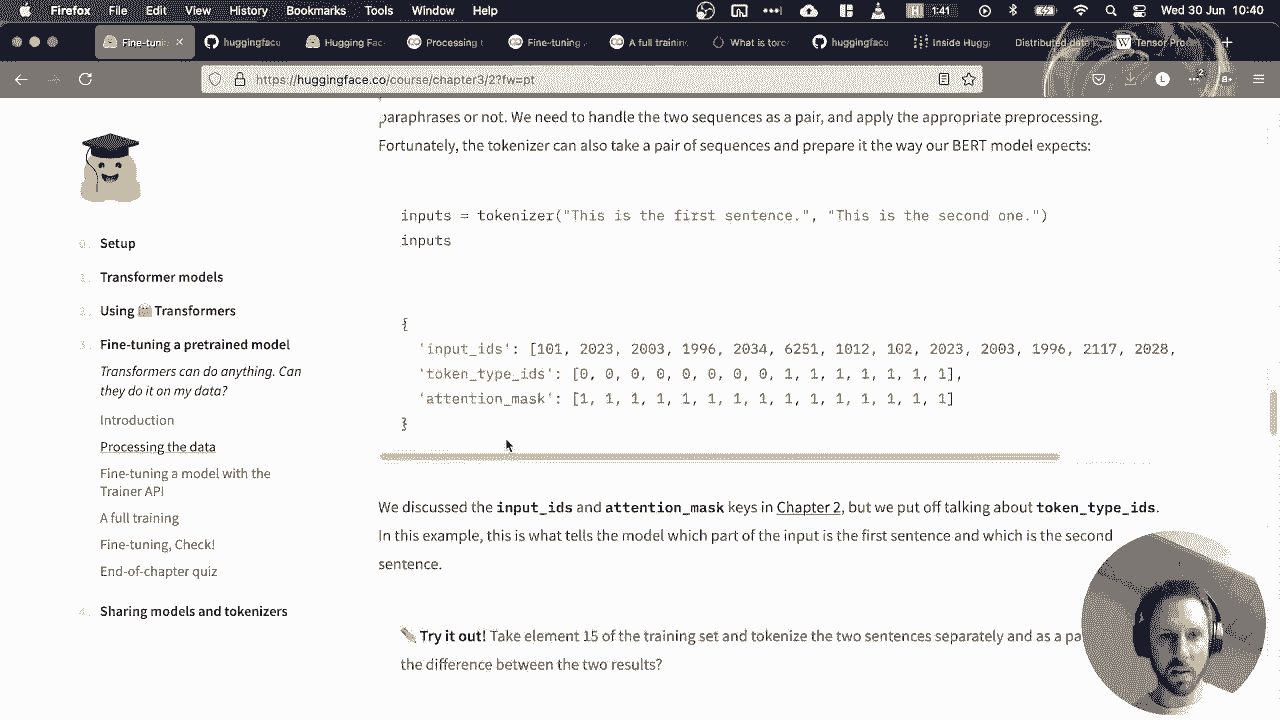 Firefox File Edit View History Bookmarks Tools Window Help 1:41 Wed 30 Jun 10:40
Fine-tunin huggingfac Hugging Fac Processing t Fine-tuning A full training What is torc huggingfac Inside Huggi Distributed data Tensor Pro
https://huggingface.co/course/chapter3/2?fw=pt
paraphrases or not. We need to handle the two sequences as a pair, and apply the appropriate preprocessing.
Fortunately, the tokenizer can also take a pair of sequences and prepare it the way our BERT model expects:
inputs = tokenizer("This is the first sentence.", "This is the second one.")
inputs
{
'input_ids': [101, 2023, 2003, 1996, 2034, 6251, 1012, 102, 2023, 2003, 1996, 2117, 2028,
'token_type_ids': [0, 0, 0, 0, 0, 0, 0, 0, 1, 1, 1, 1, 1, 1, 1],
'attention_mask': [1, 1, 1, 1, 1, 1, 1, 1, 1, 1, 1, 1, 1, 1, 1]
}
We discussed the input_ids and attention_mask keys in Chapter 2, but we put off talking about token_type_ids.
In this example, this is what tells the model which part of the input is the first sentence and which is the second
sentence.
Try it out! Take element 15 of the training set and tokenize the two sentences separately and as a pa
the difference between the two results?
0. Setup
1. Transformer models
2. Using 🤗 Transformers
3. Fine-tuning a pretrained model
Transformers can do anything. Can
they do it on my data?
Introduction
Processing the data
Fine-tuning a model with the
Trainer API
A full training
Fine-tuning, Check!
End-of-chapter quiz
4. Sharing models and tokenizers